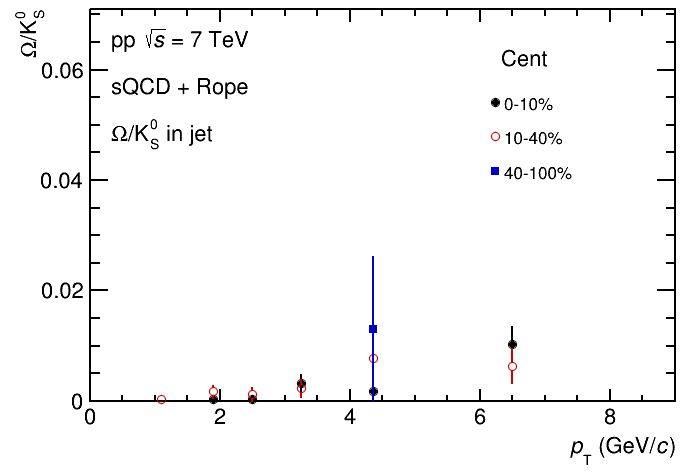 Ω/K⁰_S
pp √s = 7 TeV
sQCD + Rope
Ω/K⁰_S in jet
Cent
0-10%
10-40%
40-100%
0.06
0.04
0.02
0
0 2 4 6 8
p_T (GeV/c)